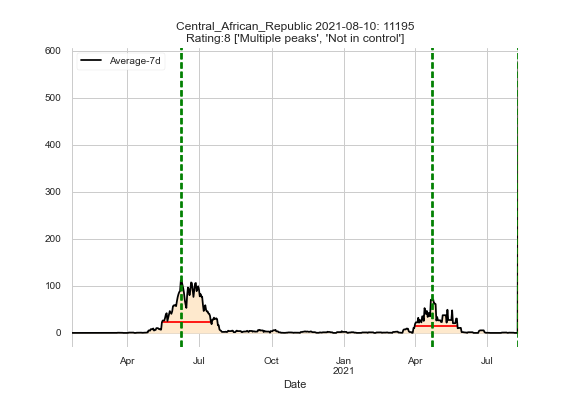 Central_African_Republic 2021-08-10: 11195
Rating:8 ['Multiple peaks', 'Not in control']
Average-7d
600
500
400
300
200
100
0
Apr
Jul
Oct
Jan
2021
Apr
Jul
Date